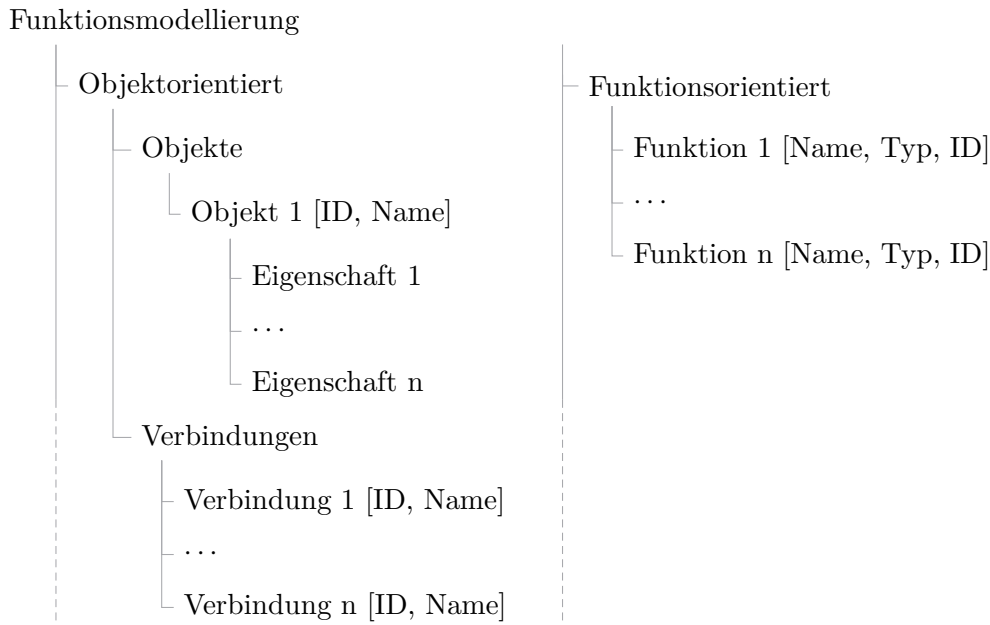 Funktionsmodellierung
Objektorientiert
Objekte
Objekt 1 [ID, Name]
Eigenschaft 1
...
Eigenschaft n
Verbindungen
Verbindung 1 [ID, Name]
...
Verbindung n [ID, Name]
Funktionsorientiert
Funktion 1 [Name, Typ, ID]
...
Funktion n [Name, Typ, ID]